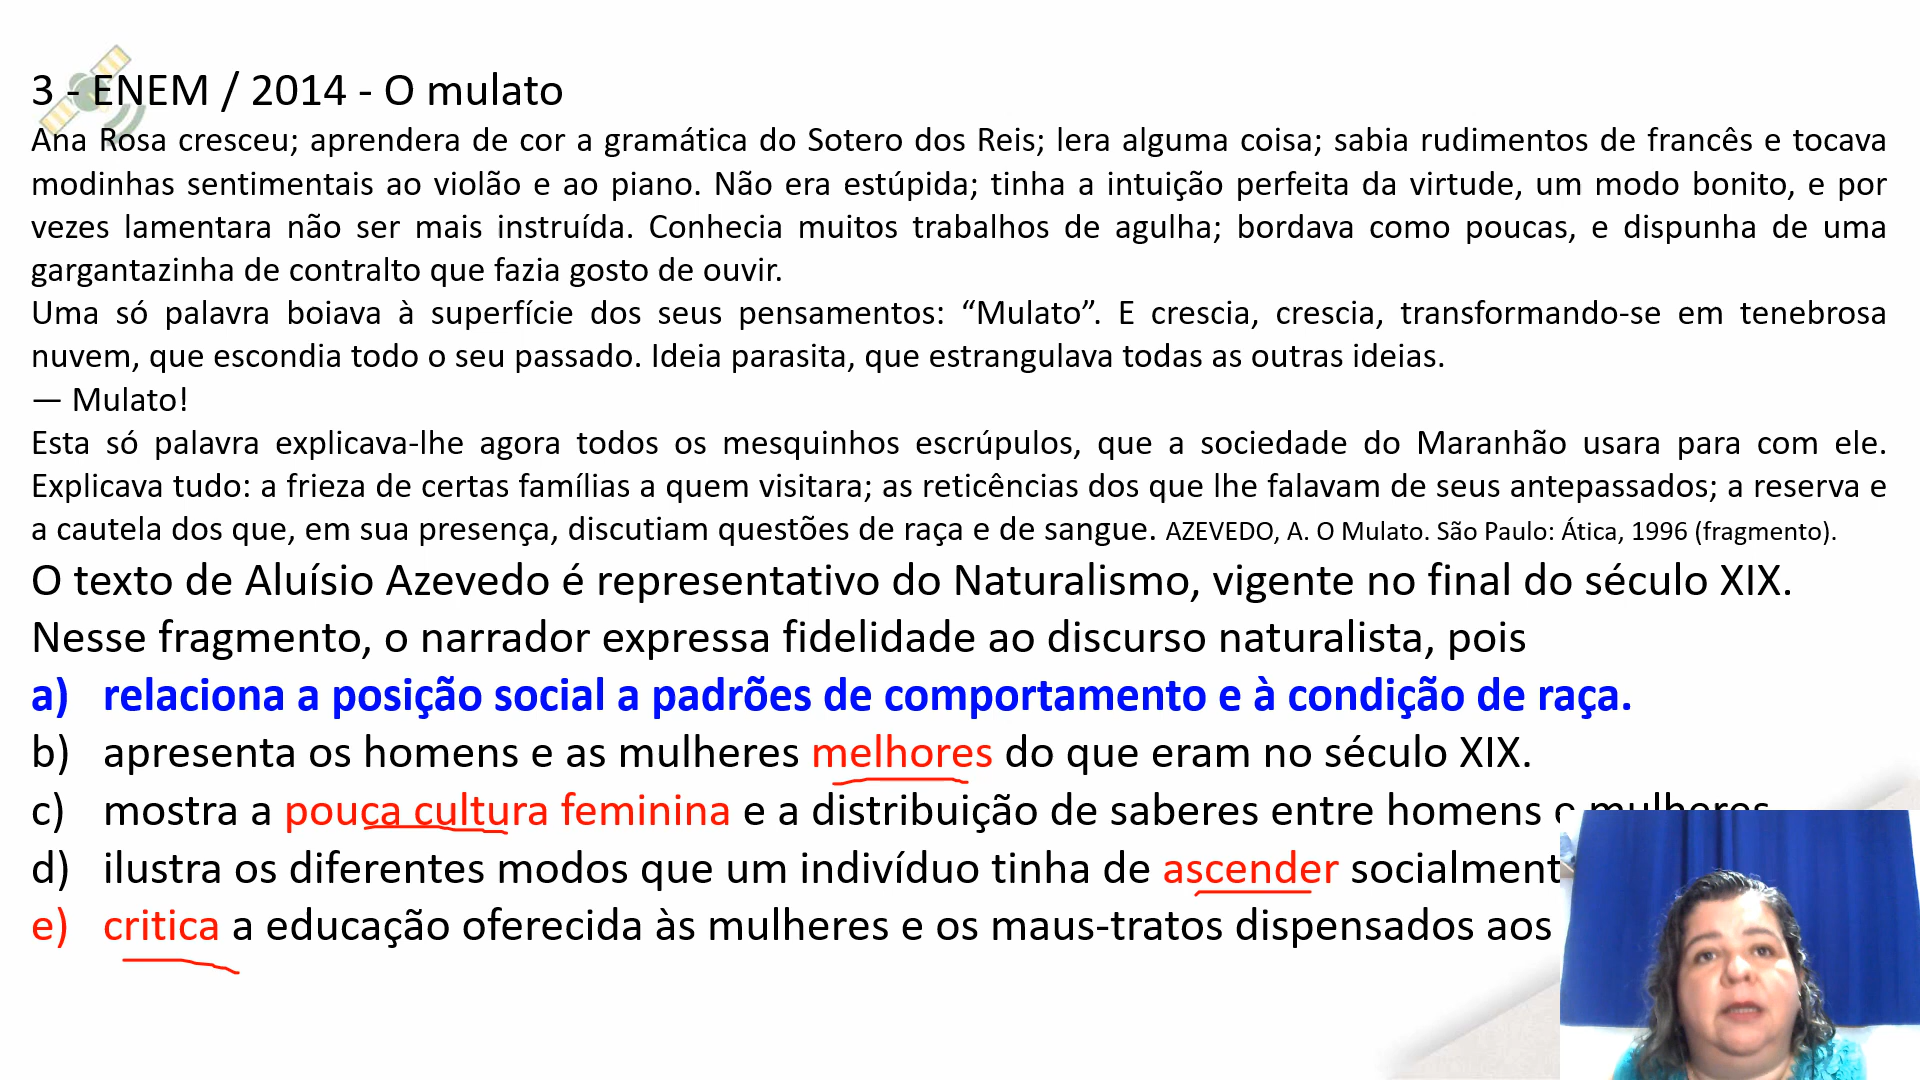 3 - ENEM / 2014 - O mulato
Ana Rosa cresceu; aprendera de cor a gramática do Sotero dos Reis; lera alguma coisa; sabia rudimentos de francês e tocava
modinhas sentimentais ao violão e ao piano. Não era estúpida; tinha a intuição perfeita da virtude, um modo bonito, e por
vezes lamentara não ser mais instruída. Conhecia muitos trabalhos de agulha; bordava como poucas, e dispunha de uma
gargantazinha de contralto que fazia gosto de ouvir.
Uma só palavra boiava à superfície dos seus pensamentos: “Mulato”. E crescia, crescia, transformando-se em tenebrosa
nuvem, que escondia todo o seu passado. Ideia parasita, que estrangulava todas as outras ideias.
— Mulato!
Esta só palavra explicava-lhe agora todos os mesquinhos escrúpulos, que a sociedade do Maranhão usara para com ele.
Explicava tudo: a frieza de certas famílias a quem visitara; as reticências dos que lhe falavam de seus antepassados; a reserva e
a cautela dos que, em sua presença, discutiam questões de raça e de sangue. AZEVEDO, A. O Mulato. São Paulo: Ática, 1996 (fragmento).
O texto de Aluísio Azevedo é representativo do Naturalismo, vigente no final do século XIX.
Nesse fragmento, o narrador expressa fidelidade ao discurso naturalista, pois
a) relaciona a posição social a padrões de comportamento e à condição de raça.
b) apresenta os homens e as mulheres melhores do que eram no século XIX.
c) mostra a pouca cultura feminina e a distribuição de saberes entre homens e mulheres.
d) ilustra os diferentes modos que um indivíduo tinha de ascender
e) critica a educação oferecida às mulheres e os maus-tratos dispensados aos